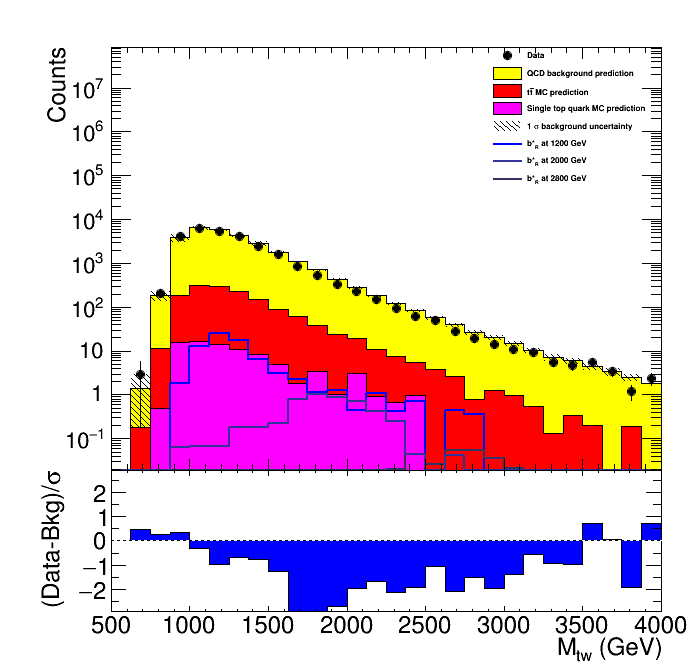 Counts
10⁷
10⁶
10⁵
10⁴
10³
10²
10
1
10⁻¹
Data
QCD background prediction
tt̄ MC prediction
Single top quark MC prediction
1 σ background uncertainty
b*R at 1200 GeV
b*R at 2000 GeV
b*R at 2800 GeV
(Data-Bkg)/σ
2
1
0
−1
−2
500 1000 1500 2000 2500 3000 3500 4000
Mtw (GeV)